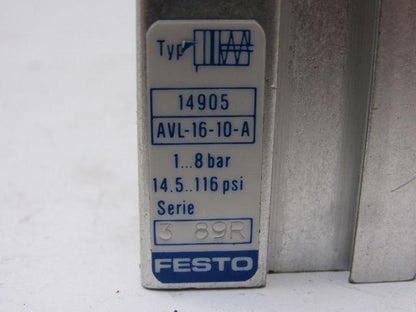 Typ
14905
AVL-16-10-A
1...8 bar
14.5..116 psi
Serie
3 89R
FESTO